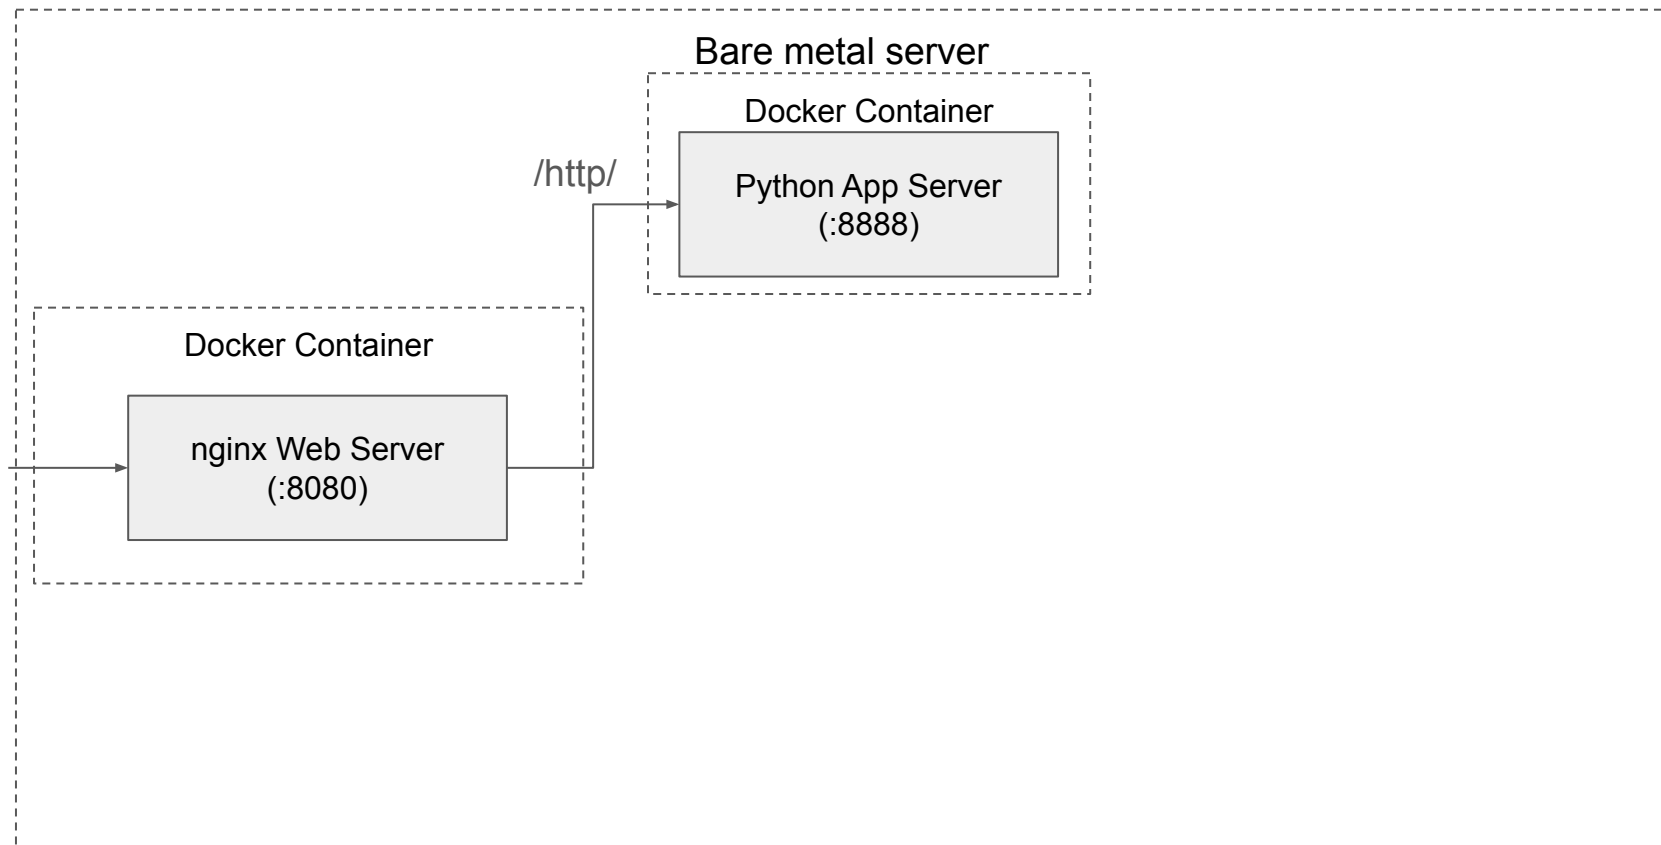 Bare metal server
Docker Container
Python App Server
(:8888)
/http/
Docker Container
nginx Web Server
(:8080)